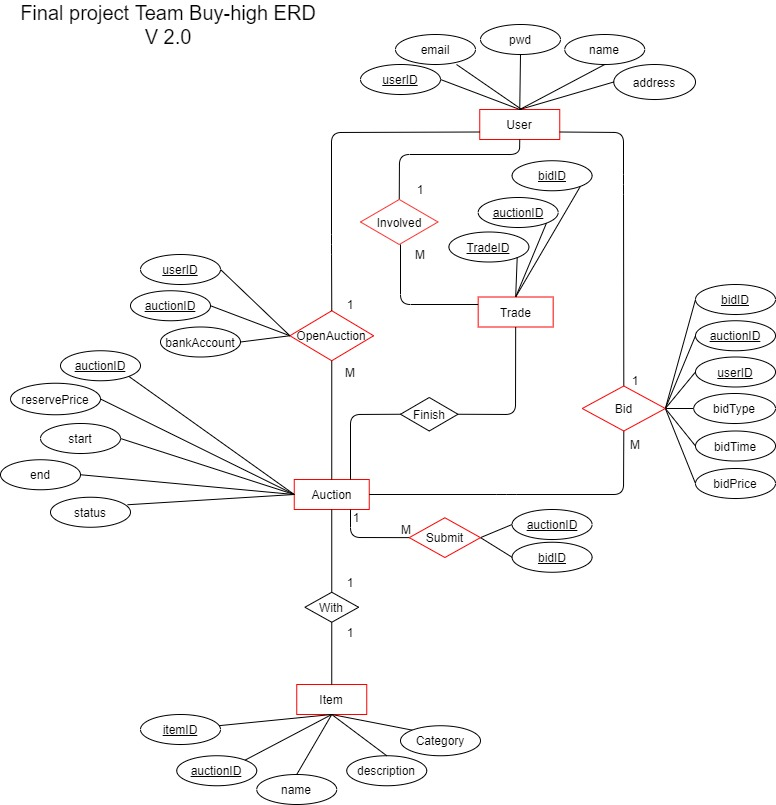 Final project Team Buy-high ERD
V 2.0
pwd
email
name
userID
address
User
bidID
1
auctionID
Involved
TradeID
M
userID
bidID
auctionID
1
Trade
OpenAuction
auctionID
bankAccount
auctionID
M
userID
1
reservePrice
bidType
Bid
Finish
start
bidTime
M
end
bidPrice
Auction
status
1
auctionID
M
Submit
bidID
1
With
1
Item
itemID
Category
auctionID
description
name